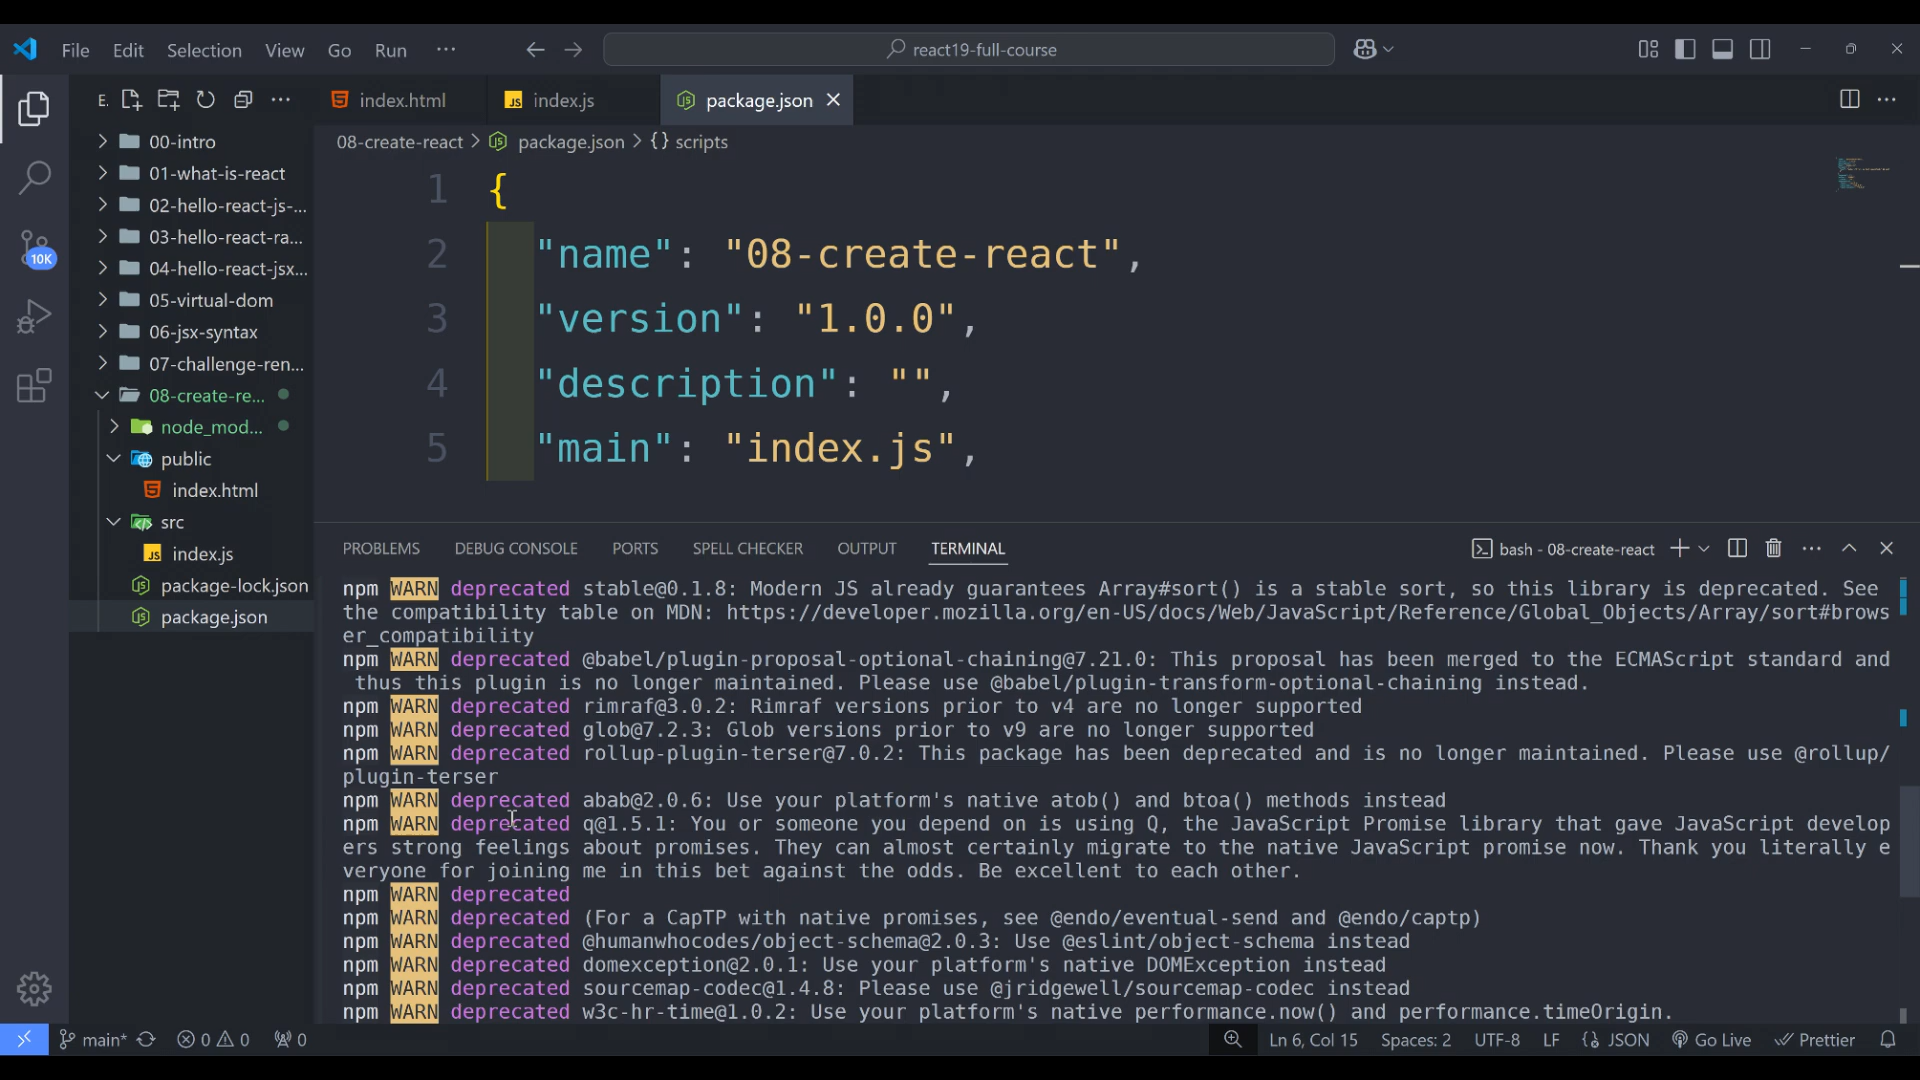 File Edit Selection View Go Run ··· react19-full-course
E. index.html index.js package.json
08-create-react > package.json > {} scripts
00-intro
01-what-is-react
02-hello-react-js-...
03-hello-react-ra...
04-hello-react-jsx...
05-virtual-dom
06-jsx-syntax
07-challenge-ren...
08-create-re...
node_mod...
public
index.html
src
index.js
package-lock.json
package.json
10K
1 {
2 "name": "08-create-react",
3 "version": "1.0.0",
4 "description": "",
5 "main": "index.js",
PROBLEMS DEBUG CONSOLE PORTS SPELL CHECKER OUTPUT TERMINAL bash - 08-create-react
npm WARN deprecated stable@0.1.8: Modern JS already guarantees Array#sort() is a stable sort, so this library is deprecated. See
the compatibility table on MDN: https://developer.mozilla.org/en-US/docs/Web/JavaScript/Reference/Global_Objects/Array/sort#brows
er_compatibility
npm WARN deprecated @babel/plugin-proposal-optional-chaining@7.21.0: This proposal has been merged to the ECMAScript standard and
thus this plugin is no longer maintained. Please use @babel/plugin-transform-optional-chaining instead.
npm WARN deprecated rimraf@3.0.2: Rimraf versions prior to v4 are no longer supported
npm WARN deprecated glob@7.2.3: Glob versions prior to v9 are no longer supported
npm WARN deprecated rollup-plugin-terser@7.0.2: This package has been deprecated and is no longer maintained. Please use @rollup/
plugin-terser
npm WARN deprecated abab@2.0.6: Use your platform's native atob() and btoa() methods instead
npm WARN deprecated q@1.5.1: You or someone you depend on is using Q, the JavaScript Promise library that gave JavaScript develop
ers strong feelings about promises. They can almost certainly migrate to the native JavaScript promise now. Thank you literally e
veryone for joining me in this bet against the odds. Be excellent to each other.
npm WARN deprecated
npm WARN deprecated (For a CapTP with native promises, see @endo/eventual-send and @endo/captp)
npm WARN deprecated @humanwhocodes/object-schema@2.0.3: Use @eslint/object-schema instead
npm WARN deprecated domexception@2.0.1: Use your platform's native DOMException instead
npm WARN deprecated sourcemap-codec@1.4.8: Please use @jridgewell/sourcemap-codec instead
npm WARN deprecated w3c-hr-time@1.0.2: Use your platform's native performance.now() and performance.timeOrigin.
main* 0 0 0 Ln 6, Col 15 Spaces: 2 UTF-8 LF {} JSON Go Live Prettier